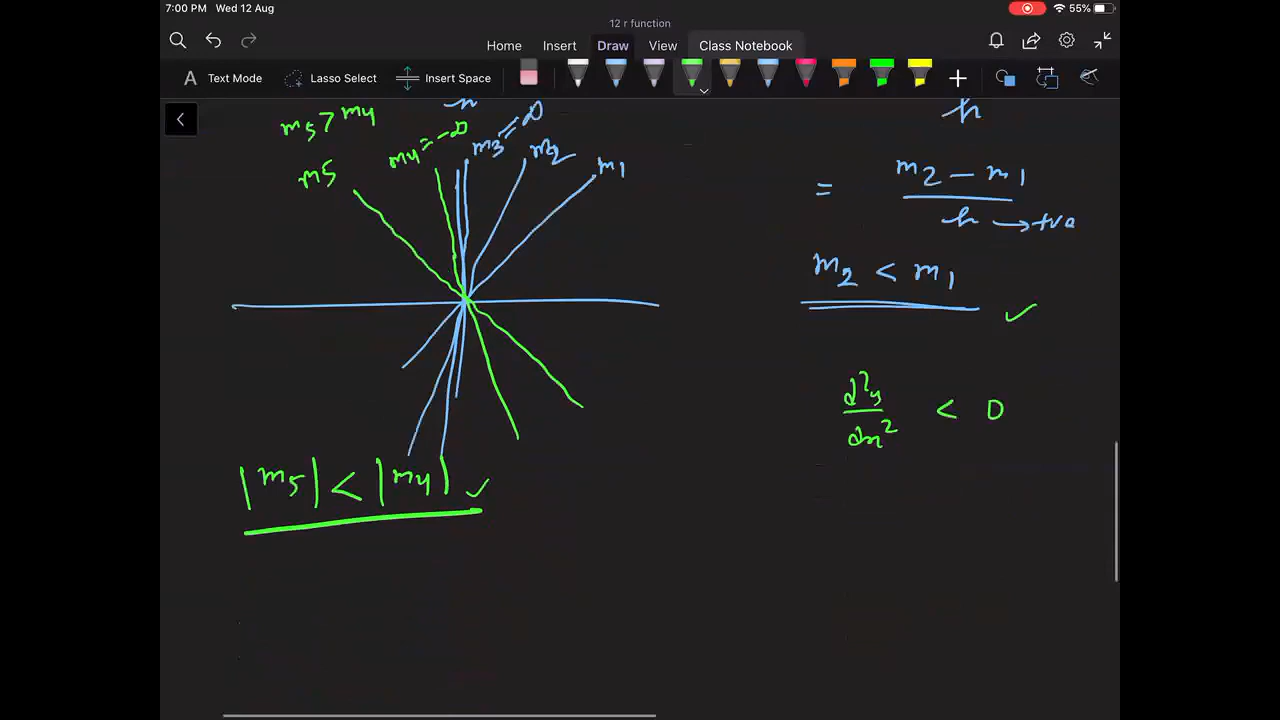 7:00 PM Wed 12 Aug
55%
12 r function
Home Insert Draw View Class Notebook
Text Mode Lasso Select Insert Space
h
h
m5 > m4
m4 = -∞
m3 = ∞
m2
m1
m5
= m2 - m1
h → +ve
m2 < m1
d²y
dx² < 0
|m5| < |m4| ✓